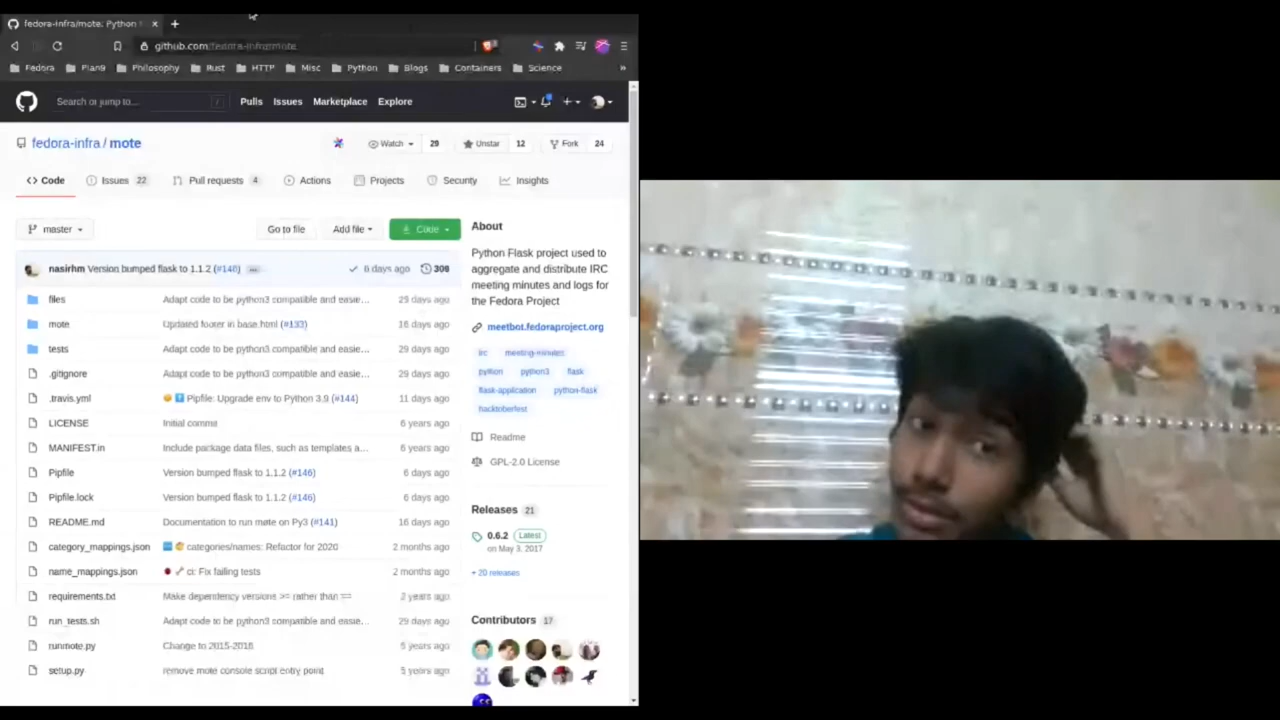 fedora-infra/mote: Python
github.com/fedora-infra/mote
Fedora Plan9 Philosophy Rust HTTP Misc Python Blogs Containers Science »
Search or jump to... /
Pulls Issues Marketplace Explore
fedora-infra / mote
Watch 29 Unstar 12 Fork 24
Code Issues 22 Pull requests 4 Actions Projects Security Insights
master Go to file Add file Code
nasirhm Version bumped flask to 1.1.2 (#146) 6 days ago 309
files Adapt code to be python3 compatible and easie… 29 days ago
mote Updated footer in base.html (#133) 16 days ago
tests Adapt code to be python3 compatible and easie… 29 days ago
.gitignore Adapt code to be python3 compatible and easie… 29 days ago
.travis.yml Pipfile: Upgrade env to Python 3.9 (#144) 11 days ago
LICENSE Initial commit 6 years ago
MANIFEST.in Include package data files, such as templates a… 6 years ago
Pipfile Version bumped flask to 1.1.2 (#146) 6 days ago
Pipfile.lock Version bumped flask to 1.1.2 (#146) 6 days ago
README.md Documentation to run mote on Py3 (#141) 16 days ago
category_mappings.json categories/names: Refactor for 2020 2 months ago
name_mappings.json ci: Fix failing tests 2 months ago
requirements.txt Make dependency versions >= rather than == 2 years ago
run_tests.sh Adapt code to be python3 compatible and easie… 29 days ago
runmote.py Change to 2015-2016 5 years ago
setup.py remove mote console script entry point 5 years ago
About
Python Flask project used to
aggregate and distribute IRC
meeting minutes and logs for
the Fedora Project
meetbot.fedoraproject.org
irc meeting-minutes
python python3 flask
flask-application python-flask
hacktoberfest
Readme
GPL-2.0 License
Releases 21
0.6.2 Latest
on May 3, 2017
+ 20 releases
Contributors 17